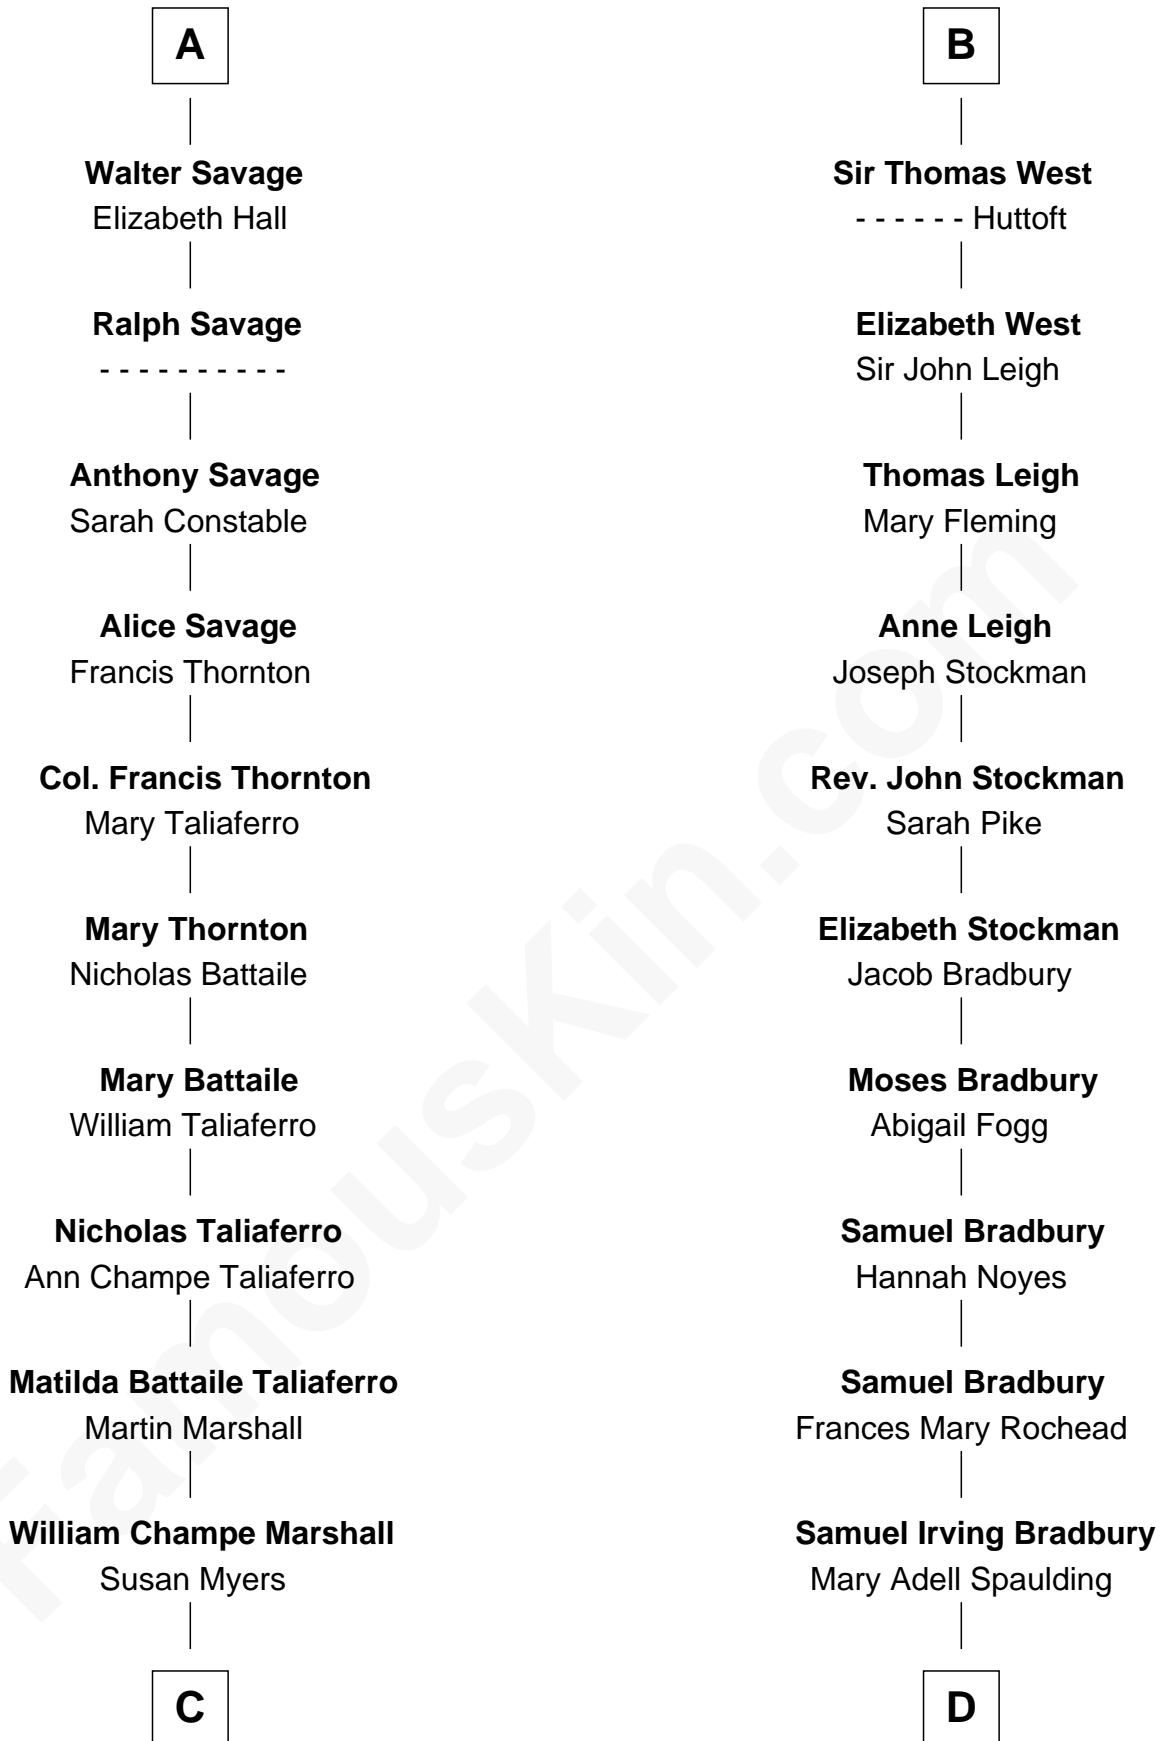 A
Walter Savage
Elizabeth Hall
Ralph Savage
- - - - - - - - - -
Anthony Savage
Sarah Constable
Alice Savage
Francis Thornton
Col. Francis Thornton
Mary Taliaferro
Mary Thornton
Nicholas Battaile
Mary Battaile
William Taliaferro
Nicholas Taliaferro
Ann Champe Taliaferro
Matilda Battaile Taliaferro
Martin Marshall
William Champe Marshall
Susan Myers
C
B
Sir Thomas West
- - - - - - Huttoft
Elizabeth West
Sir John Leigh
Thomas Leigh
Mary Fleming
Anne Leigh
Joseph Stockman
Rev. John Stockman
Sarah Pike
Elizabeth Stockman
Jacob Bradbury
Moses Bradbury
Abigail Fogg
Samuel Bradbury
Hannah Noyes
Samuel Bradbury
Frances Mary Rochead
Samuel Irving Bradbury
Mary Adell Spaulding
D
FamousKin.com